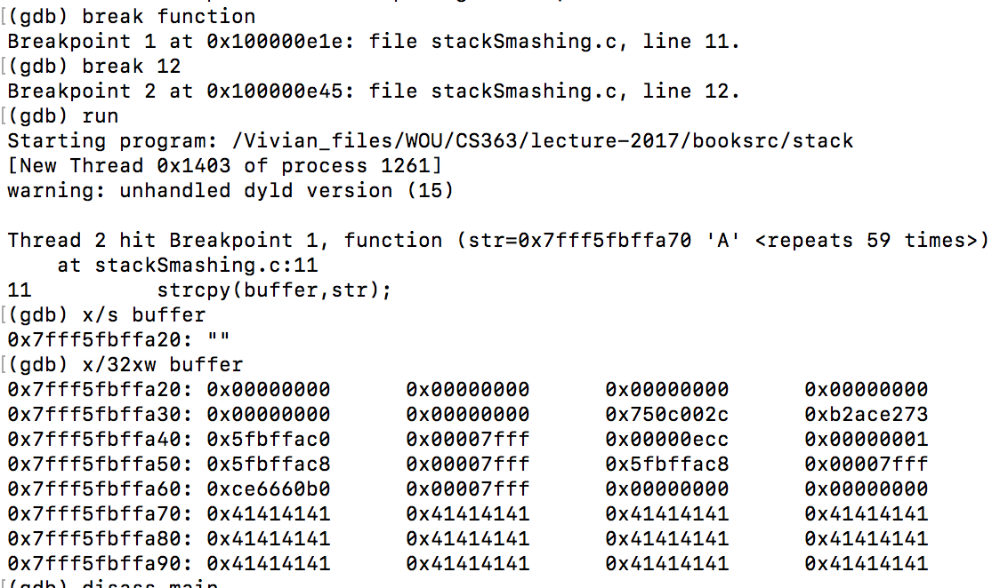 (gdb) break function
Breakpoint 1 at 0x100000e1e: file stackSmashing.c, line 11.
(gdb) break 12
Breakpoint 2 at 0x100000e45: file stackSmashing.c, line 12.
(gdb) run
Starting program: /Vivian_files/WOU/CS363/lecture-2017/booksrc/stack
[New Thread 0x1403 of process 1261]
warning: unhandled dyld version (15)

Thread 2 hit Breakpoint 1, function (str=0x7fff5fbffa70 'A' <repeats 59 times>)
    at stackSmashing.c:11
11          strcpy(buffer,str);
(gdb) x/s buffer
0x7fff5fbffa20: ""
(gdb) x/32xw buffer
0x7fff5fbffa20: 0x00000000      0x00000000      0x00000000      0x00000000
0x7fff5fbffa30: 0x00000000      0x00000000      0x750c002c      0xb2ace273
0x7fff5fbffa40: 0x5fbffac0      0x00007fff      0x00000ecc      0x00000001
0x7fff5fbffa50: 0x5fbffac8      0x00007fff      0x5fbffac8      0x00007fff
0x7fff5fbffa60: 0xce6660b0      0x00007fff      0x00000000      0x00000000
0x7fff5fbffa70: 0x41414141      0x41414141      0x41414141      0x41414141
0x7fff5fbffa80: 0x41414141      0x41414141      0x41414141      0x41414141
0x7fff5fbffa90: 0x41414141      0x41414141      0x41414141      0x41414141
(gdb) disass main